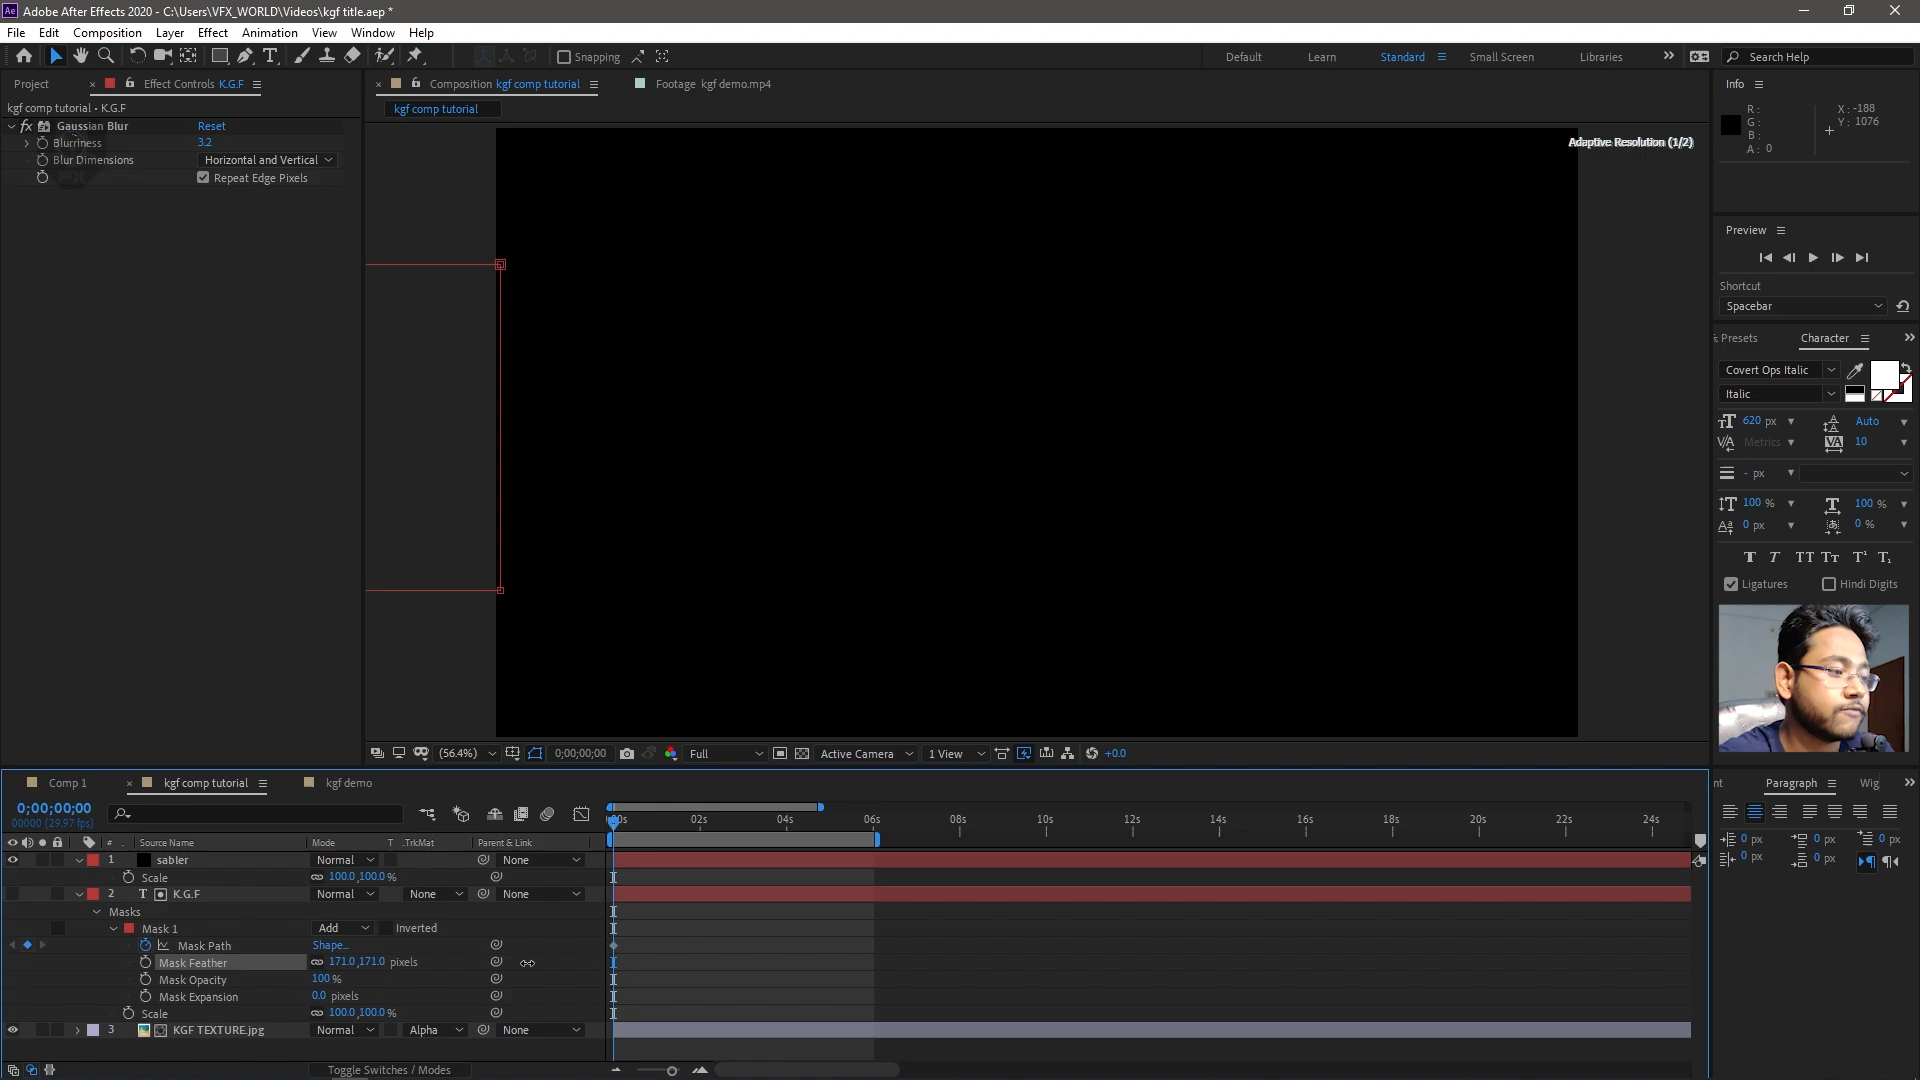 Ae Adobe After Effects 2020 - C:\Users\VFX_WORLD\Videos\kgf title.aep *
File Edit Composition Layer Effect Animation View Window Help
Snapping
Default Learn Standard Small Screen Libraries Search Help
Project Effect Controls K.G.F
Composition kgf comp tutorial Footage kgf demo.mp4
kgf comp tutorial • K.G.F
kgf comp tutorial
fx Gaussian Blur Reset
Blurriness 3.2
Blur Dimensions Horizontal and Vertical
Repeat Edge Pixels
Adaptive Resolution (1/2)
Info
R :
G :
B :
A : 0
X : -188
Y : 1076
Preview
Shortcut
Spacebar
Presets Character
Covert Ops Italic
Italic
620 px Auto
Metrics 10
- px
100 % 100 %
0 px 0 %
T T TT Tт T¹ T₁
Ligatures Hindi Digits
(56.4%) 0;00;00;00 Full Active Camera 1 View +0.0
Comp 1 kgf comp tutorial kgf demo
0;00;00;00
00000 (29.97 fps)
:00s 02s 04s 06s 08s 10s 12s 14s 16s 18s 20s 22s 24s
# Source Name Mode T .TrkMat Parent & Link
1 sabler Normal None
Scale 100.0,100.0 %
2 T K.G.F Normal None None
Masks
Mask 1 Add Inverted
Mask Path Shape...
Mask Feather 171.0,171.0 pixels
Mask Opacity 100 %
Mask Expansion 0.0 pixels
Scale 100.0,100.0 %
3 KGF TEXTURE.jpg Normal Alpha None
Toggle Switches / Modes
nt Paragraph Wig
0 px 0 px 0 px
0 px 0 px